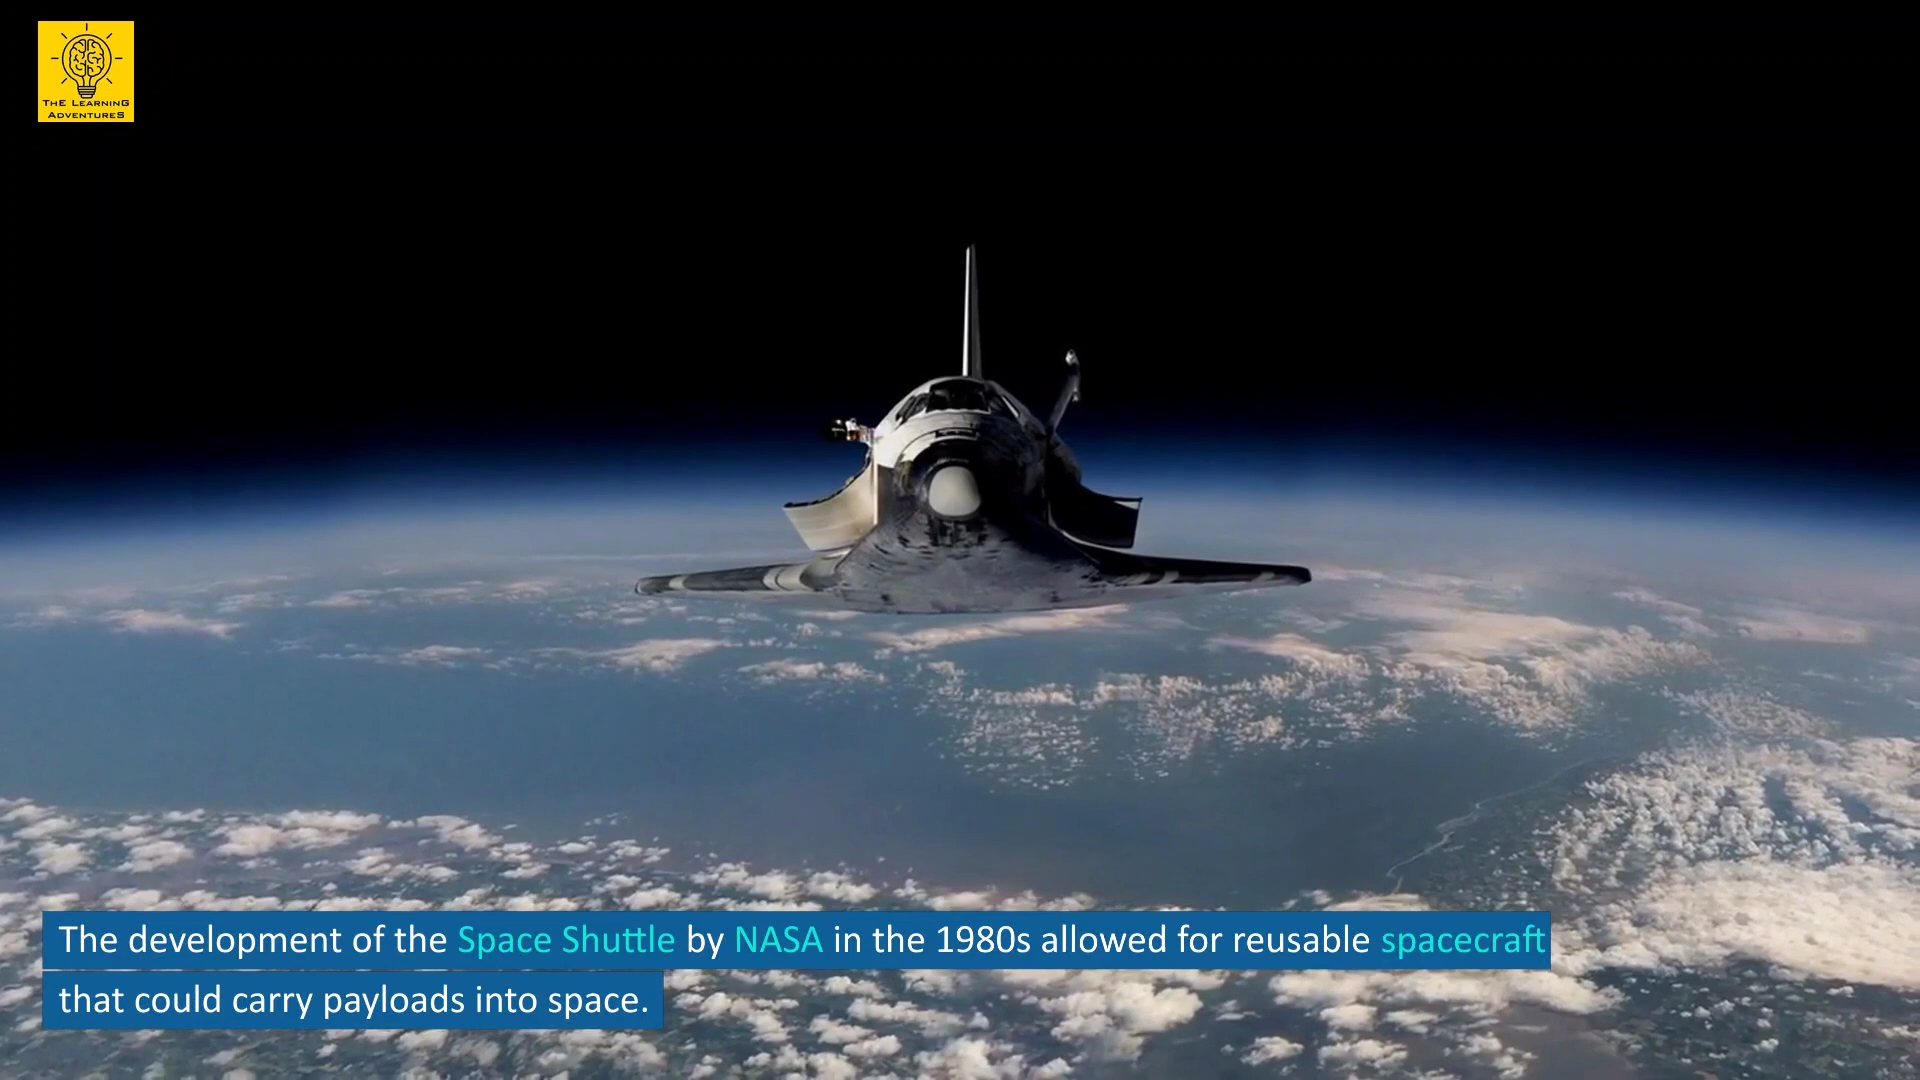 THE LEARNING
ADVENTURES
The development of the Space Shuttle by NASA in the 1980s allowed for reusable spacecraft
that could carry payloads into space.